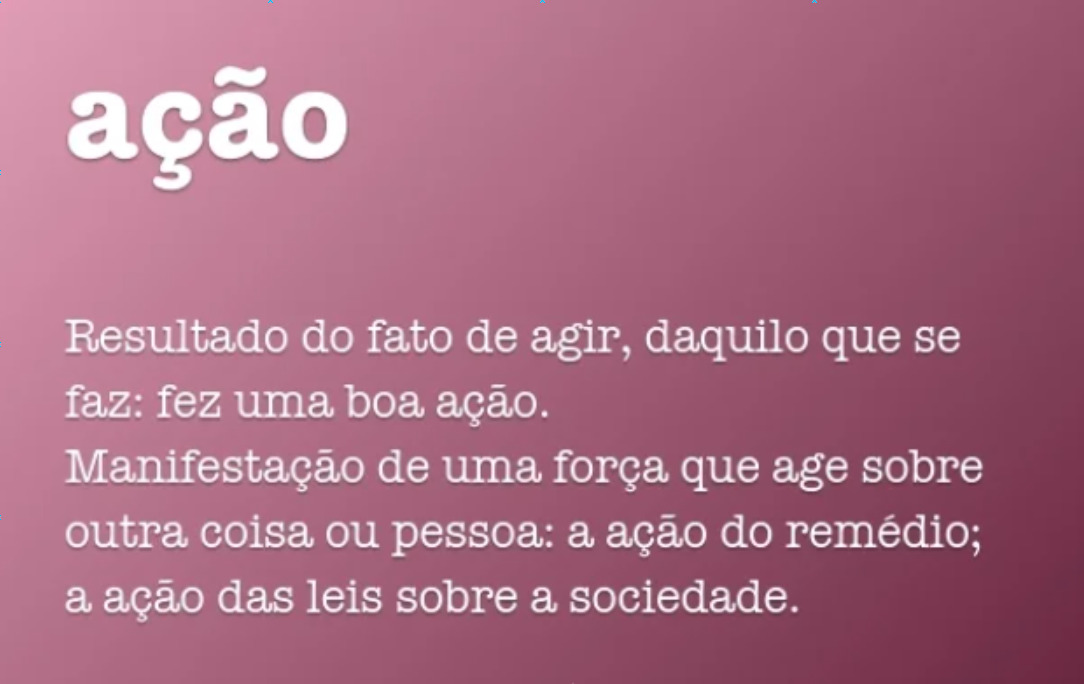 ação
Resultado do fato de agir, daquilo que se
faz: fez uma boa ação.
Manifestação de uma força que age sobre
outra coisa ou pessoa: a ação do remédio;
a ação das leis sobre a sociedade.